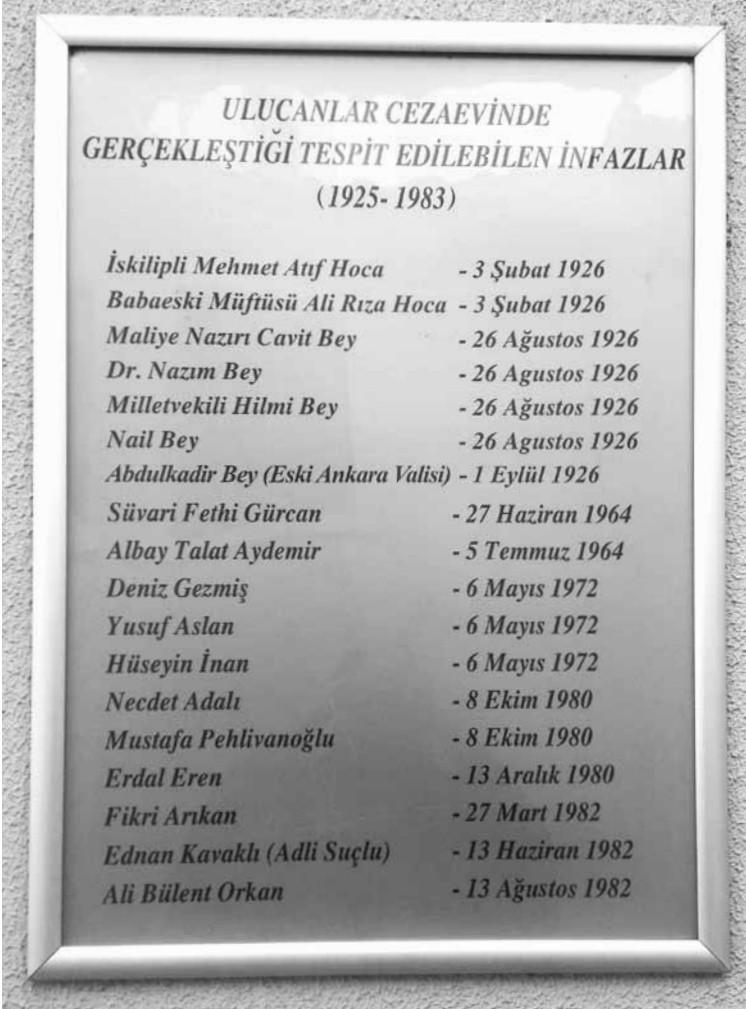 ULUCANLAR CEZAEVİNDE
GERÇEKLEŞTİĞİ TESPİT EDİLEBİLEN İNFAZLAR
(1925- 1983)
İskilipli Mehmet Atıf Hoca - 3 Şubat 1926
Babaeski Müftüsü Ali Rıza Hoca - 3 Şubat 1926
Maliye Nazırı Cavit Bey - 26 Ağustos 1926
Dr. Nazım Bey - 26 Agustos 1926
Milletvekili Hilmi Bey - 26 Ağustos 1926
Nail Bey - 26 Agustos 1926
Abdulkadir Bey (Eski Ankara Valisi) - 1 Eylül 1926
Süvari Fethi Gürcan - 27 Haziran 1964
Albay Talat Aydemir - 5 Temmuz 1964
Deniz Gezmiş - 6 Mayıs 1972
Yusuf Aslan - 6 Mayıs 1972
Hüseyin İnan - 6 Mayıs 1972
Necdet Adalı - 8 Ekim 1980
Mustafa Pehlivanoğlu - 8 Ekim 1980
Erdal Eren - 13 Aralık 1980
Fikri Arıkan - 27 Mart 1982
Ednan Kavaklı (Adli Suçlu) - 13 Haziran 1982
Ali Bülent Orkan - 13 Ağustos 1982